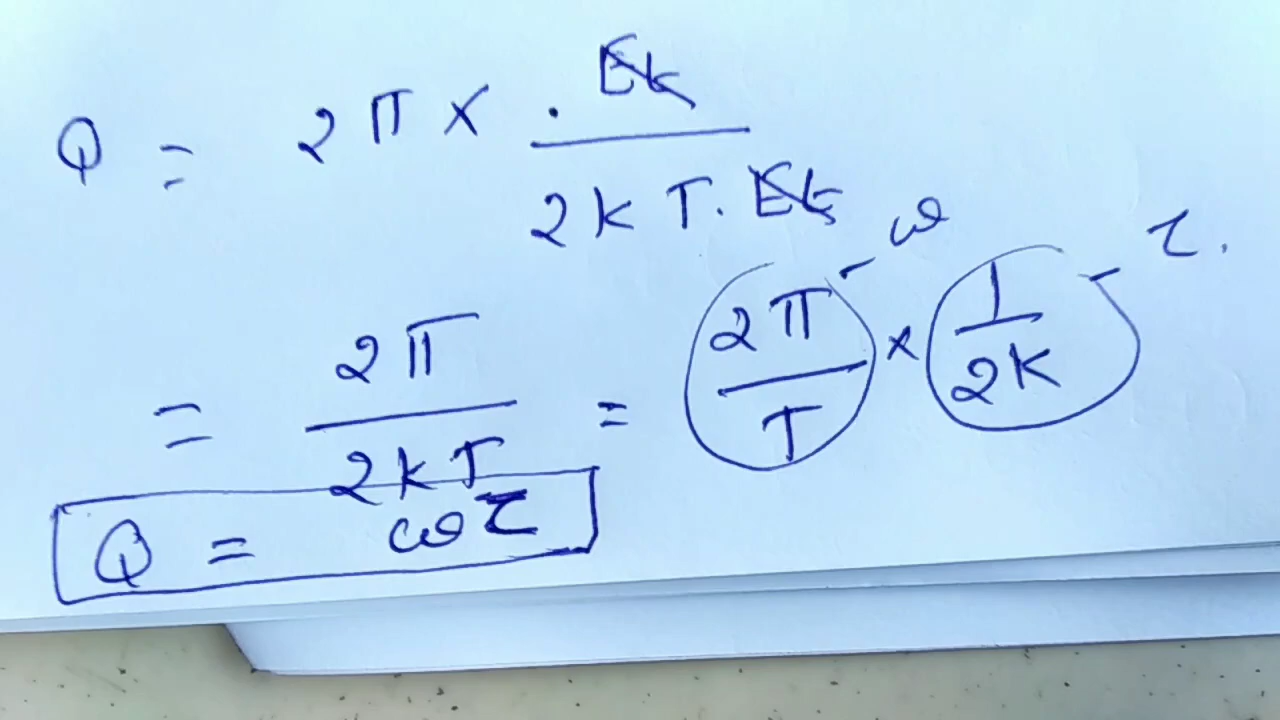 Q = 2π × . Ek / 2kT. Ek
= 2π / 2kT = 2π / T - ω × 1 / 2k - τ.
Q = ωτ